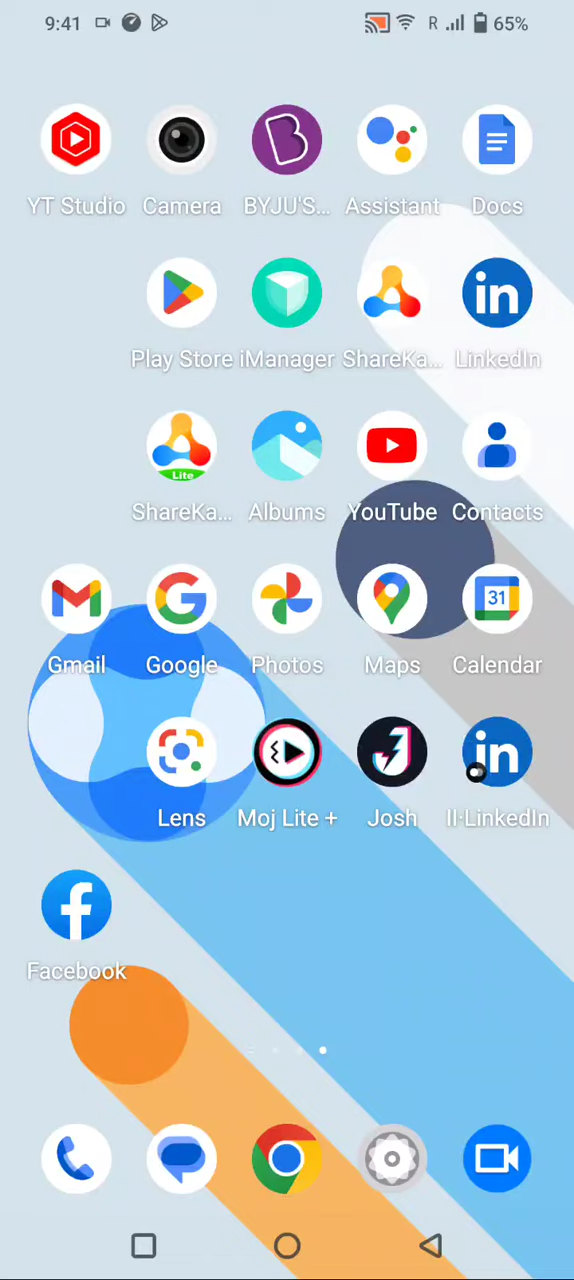 9:41 R 65%
YT Studio Camera BYJU'S... Assistant Docs
Play Store iManager ShareKa... LinkedIn
Lite
ShareKa... Albums YouTube Contacts
31
Gmail Google Photos Maps Calendar
Lens Moj Lite + Josh II·LinkedIn
Facebook